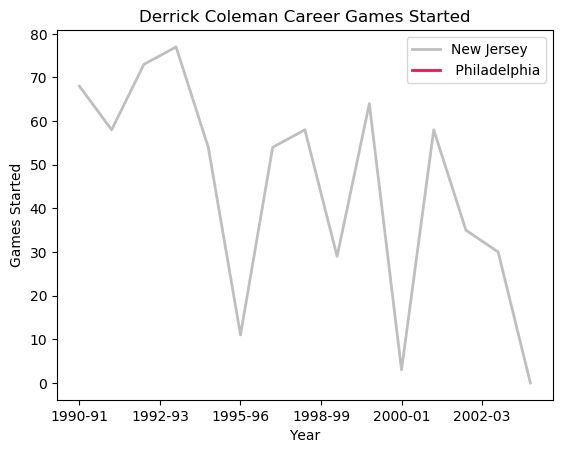 Derrick Coleman Career Games Started
New Jersey
Philadelphia
80
70
60
50
40
30
20
10
0
Games Started
1990-91 1992-93 1995-96 1998-99 2000-01 2002-03
Year